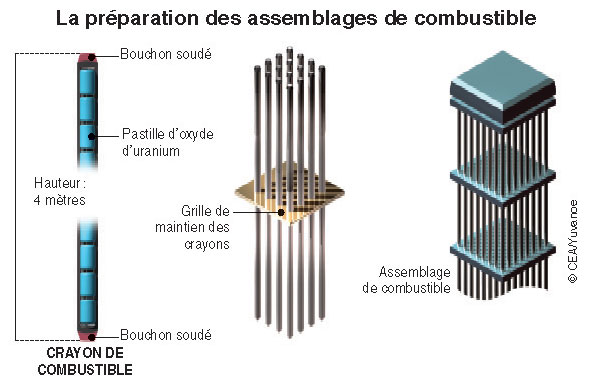 La préparation des assemblages de combustible
Bouchon soudé
Pastille d'oxyde
d'uranium
Hauteur :
4 mètres
Bouchon soudé
CRAYON DE
COMBUSTIBLE
Grille de
maintien des
crayons
Assemblage
de combustible
© CEA/Yuvanoe